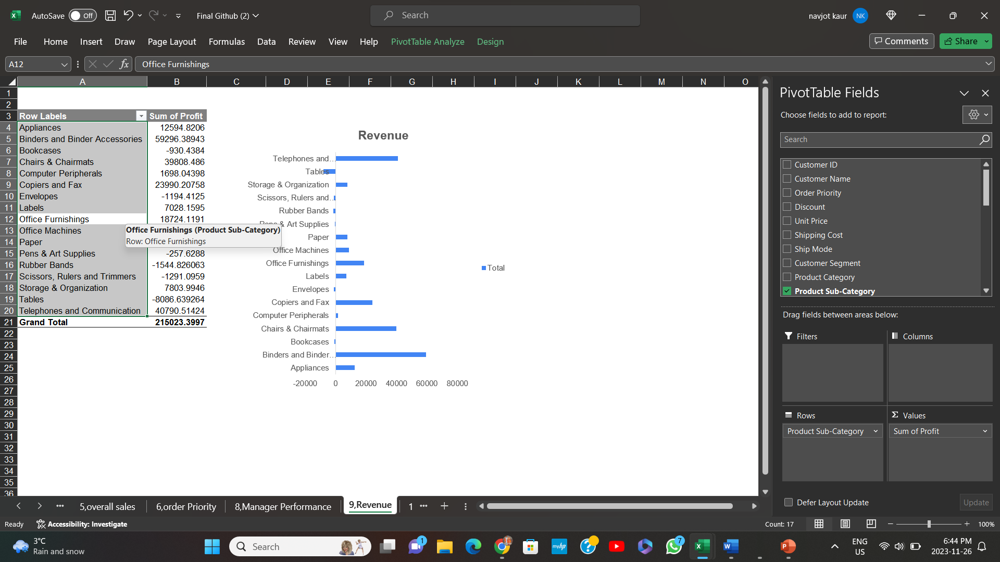 AutoSave Off Final Github (2) Search navjot kaur NK
File Home Insert Draw Page Layout Formulas Data Review View Help PivotTable Analyze Design Comments Share
A12 fx Office Furnishings
A B C D E F G H I J K L M N O
1
2
3 Row Labels Sum of Profit
4 Appliances 12594.8206
5 Binders and Binder Accessories 59296.38943
6 Bookcases -930.4384
7 Chairs & Chairmats 39808.486
8 Computer Peripherals 1698.04398
9 Copiers and Fax 23990.20758
10 Envelopes -1194.4125
11 Labels 7028.1595
12 Office Furnishings 18724.1191
13 Office Machines
14 Paper
15 Pens & Art Supplies -257.6288
16 Rubber Bands -1544.826063
17 Scissors, Rulers and Trimmers -1291.0959
18 Storage & Organization 7803.9946
19 Tables -8086.639264
20 Telephones and Communication 40790.51424
21 Grand Total 215023.3997
22
23
24
25
26
27
28
29
30
31
32
33
34
35
36
Office Furnishings (Product Sub-Category)
Row: Office Furnishings
Revenue
Telephones and...
Tables
Storage & Organization
Scissors, Rulers and...
Rubber Bands
Pens & Art Supplies
Paper
Office Machines
Office Furnishings
Labels
Envelopes
Copiers and Fax
Computer Peripherals
Chairs & Chairmats
Bookcases
Binders and Binder...
Appliances
-20000 0 20000 40000 60000 80000
Total
PivotTable Fields
Choose fields to add to report:
Search
Customer ID
Customer Name
Order Priority
Discount
Unit Price
Shipping Cost
Ship Mode
Customer Segment
Product Category
Product Sub-Category
Drag fields between areas below:
Filters Columns
Rows Σ Values
Product Sub-Category Sum of Profit
Defer Layout Update Update
5,overall sales 6,order Priority 8,Manager Performance 9,Revenue 1 ...
Ready Accessibility: Investigate Count: 17 100%
3°C
Rain and snow
Search
1
myhp
7
ENG
US
6:44 PM
2023-11-26